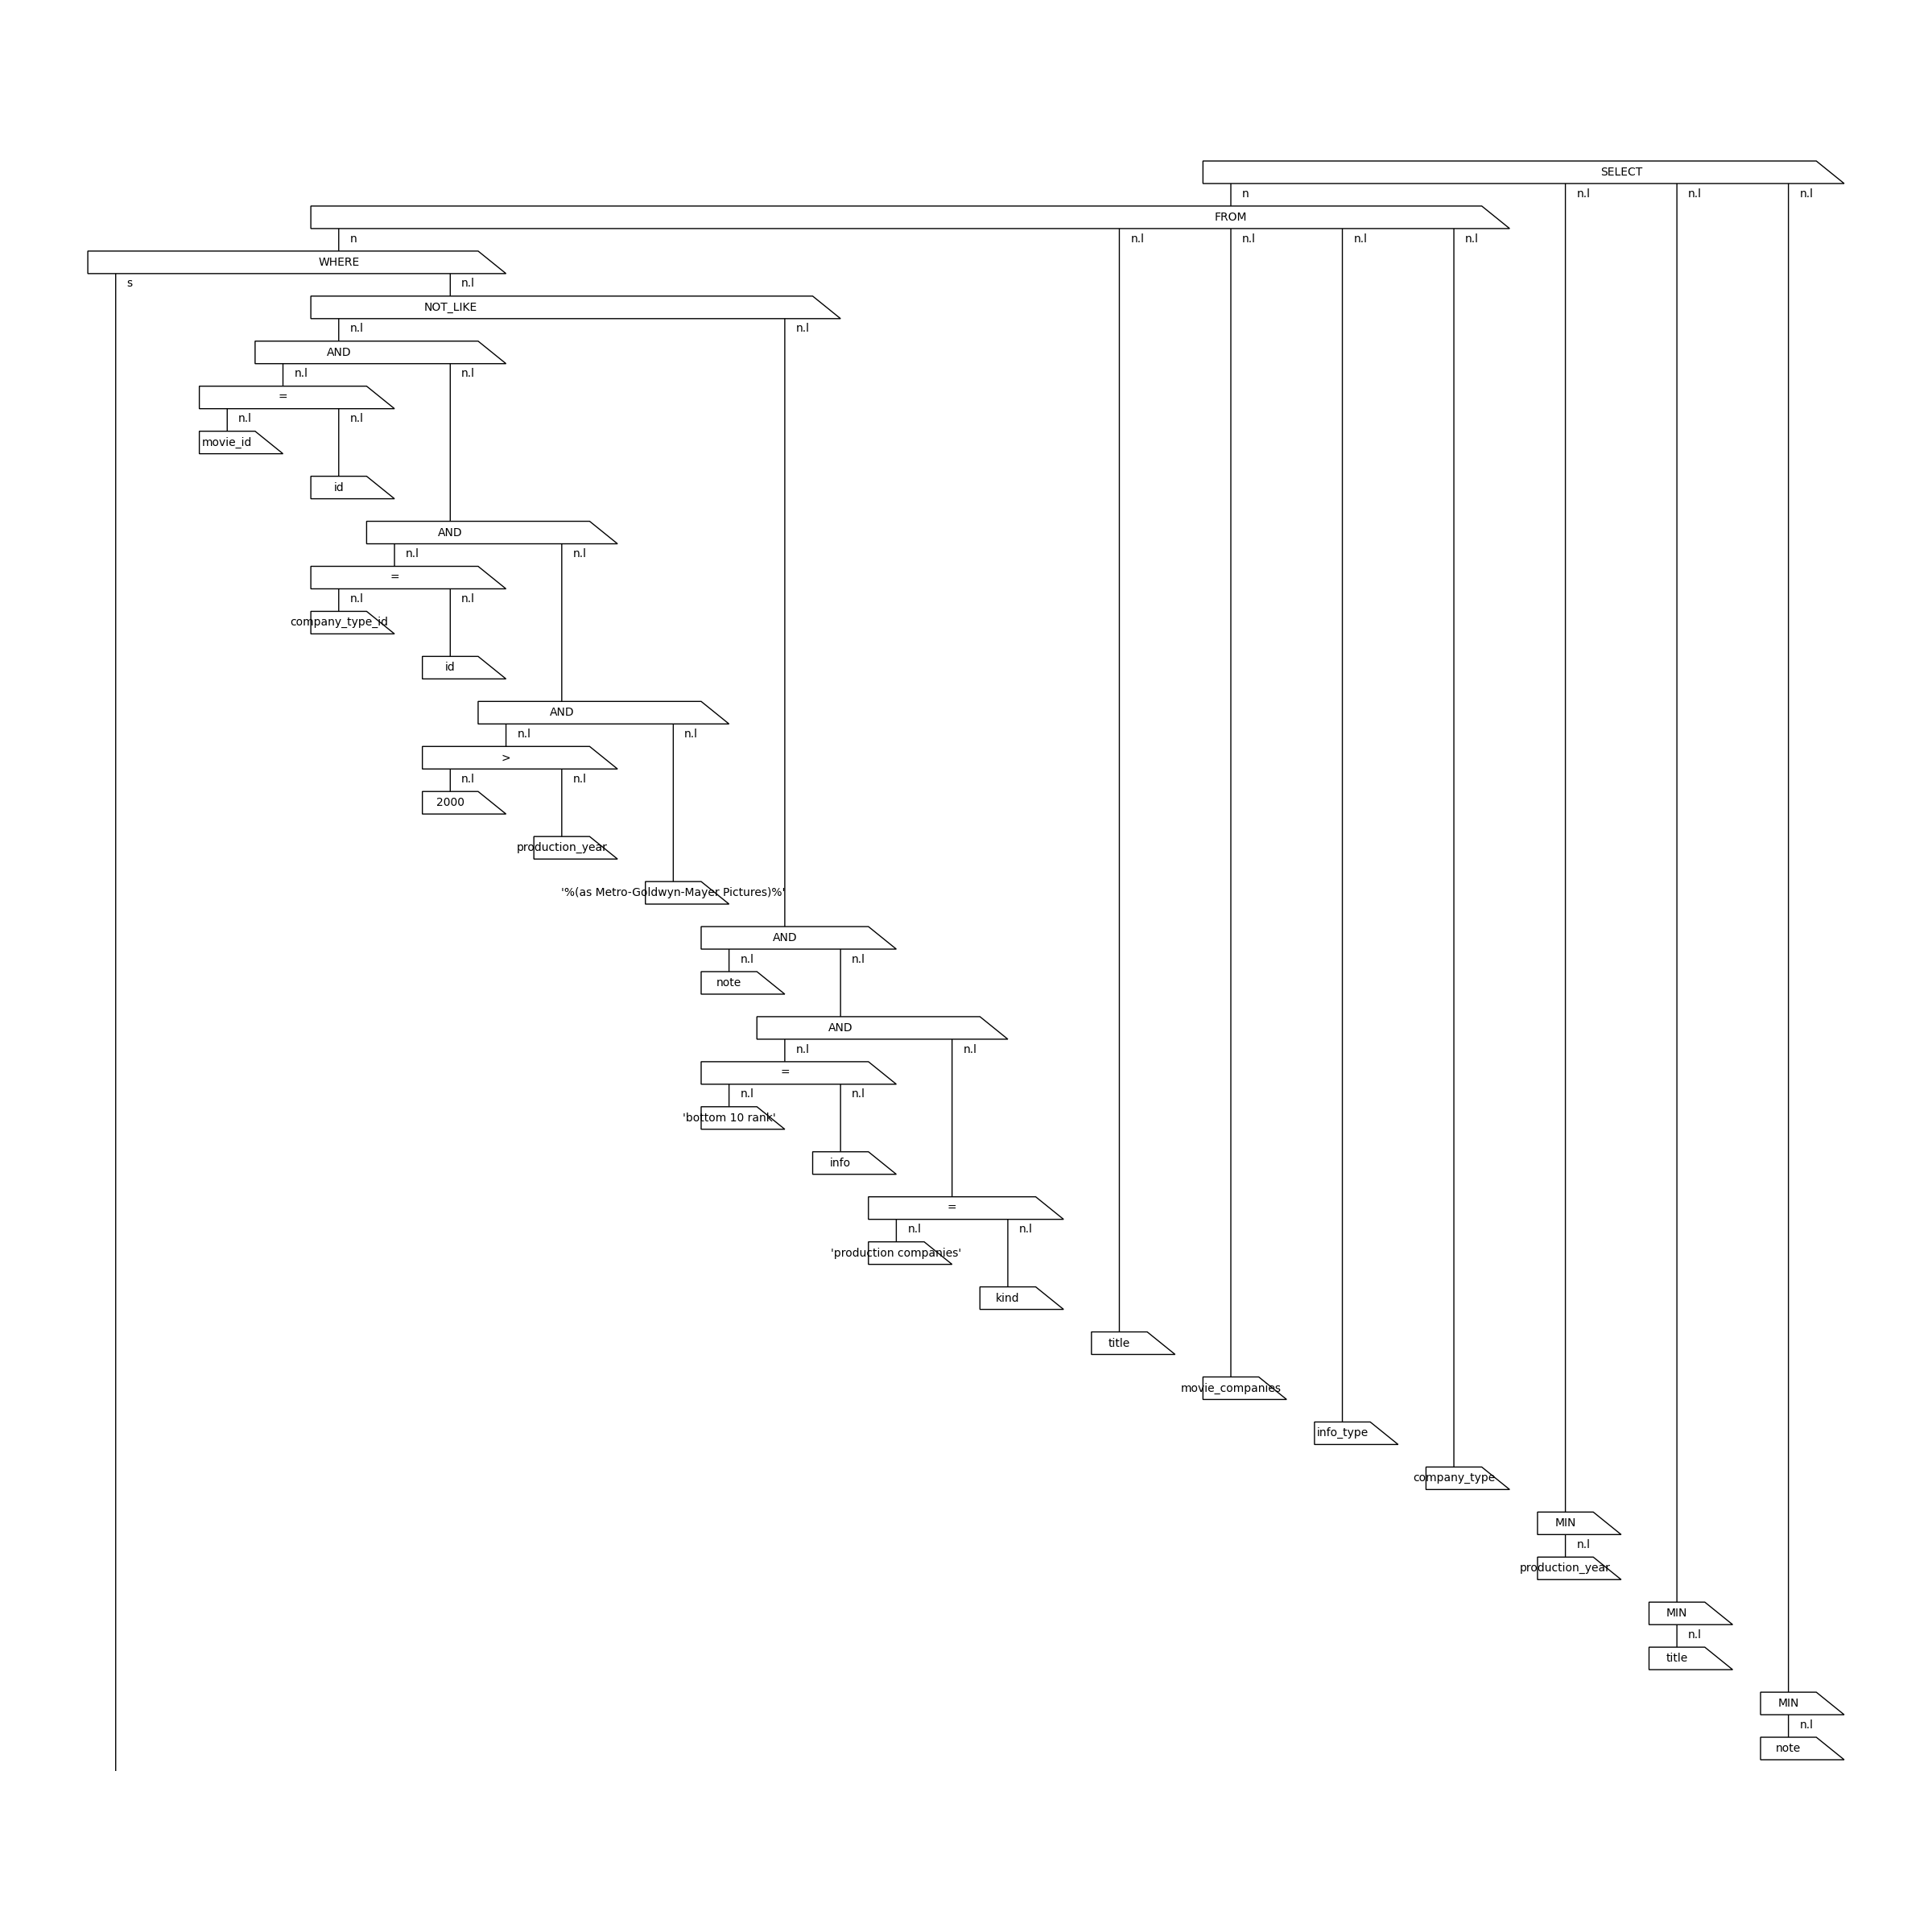 SELECT
n n.l n.l n.l
FROM
n n.l n.l n.l n.l
WHERE
s n.l
NOT_LIKE
n.l n.l
AND
n.l n.l
=
n.l n.l
movie_id
id
AND
n.l n.l
=
n.l n.l
company_type_id
id
AND
n.l n.l
>
n.l n.l
2000
production_year
'%(as Metro-Goldwyn-Mayer Pictures)%'
AND
n.l n.l
note
AND
n.l n.l
=
n.l n.l
'bottom 10 rank'
info
=
n.l n.l
'production companies'
kind
title
movie_companies
info_type
company_type
MIN
n.l
production_year
MIN
n.l
title
MIN
n.l
note